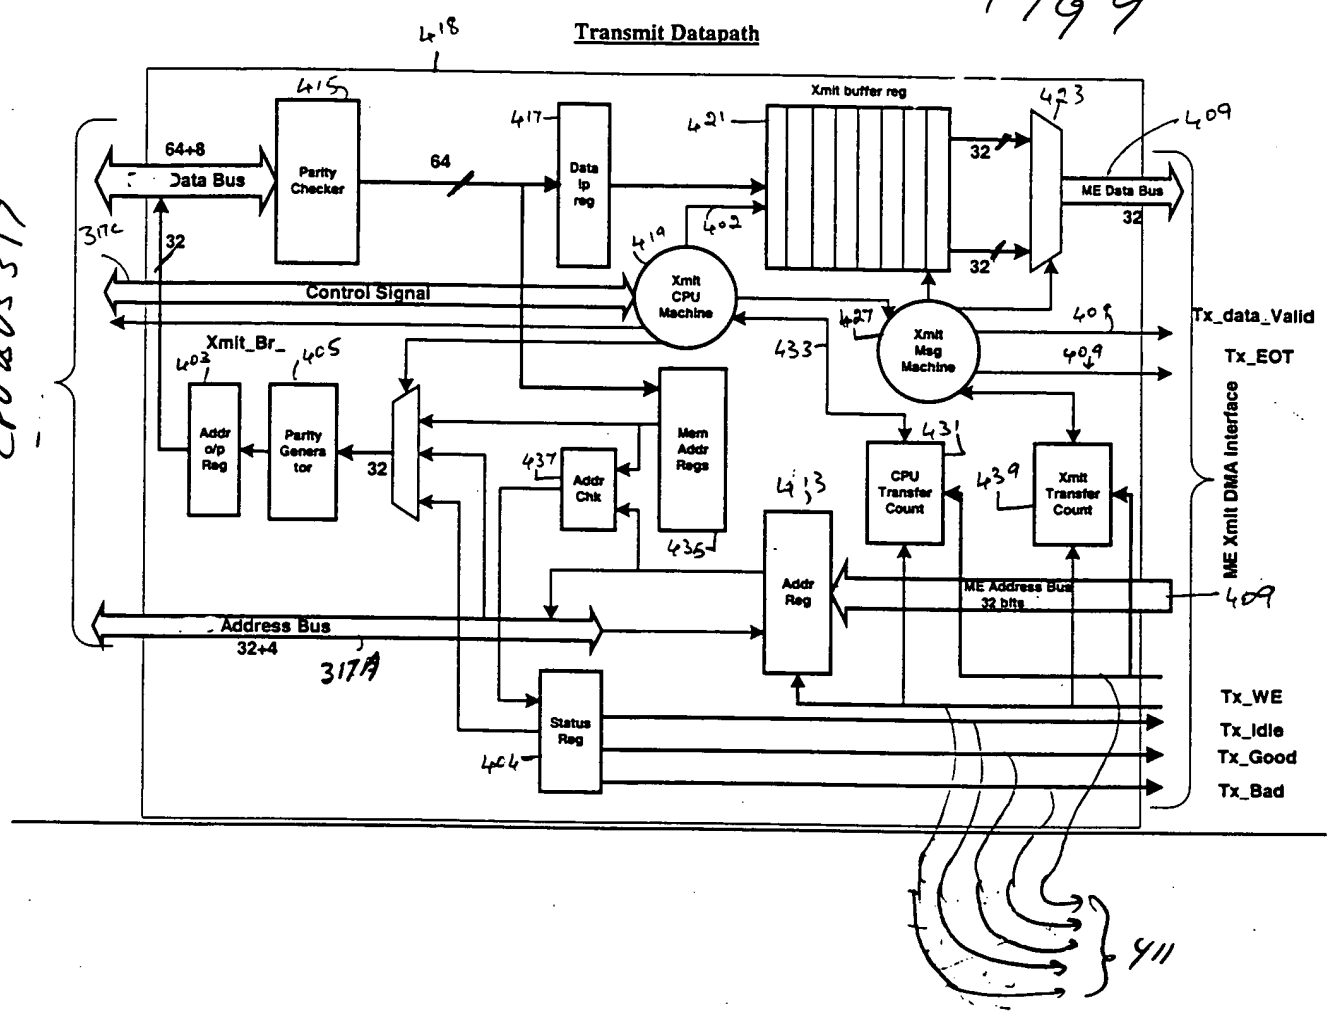 Transmit Datapath
418
415
417
421
Xmit buffer reg
423
409
64+8
Data Bus
Parity
Checker
64
Data
Ip
reg
32
ME Data Bus
32
317c
32
402
419
32
Control Signal
Xmit
CPU
Machine
427
Xmit
Msg
Machine
409
Tx_data_Valid
409
Tx_EOT
Xmit_Br_
403
405
433
Addr
o/p
Reg
Parity
Genera
tor
32
437
Addr
Chk
Mem
Addr
Regs
435
413
431
CPU
Transfer
Count
439
Xmit
Transfer
Count
ME Xmit DMA Interface
Addr
Reg
ME Address Bus
32 bits
409
Address Bus
32+4
317A
Status
Reg
404
Tx_WE
Tx_Idle
Tx_Good
Tx_Bad
411